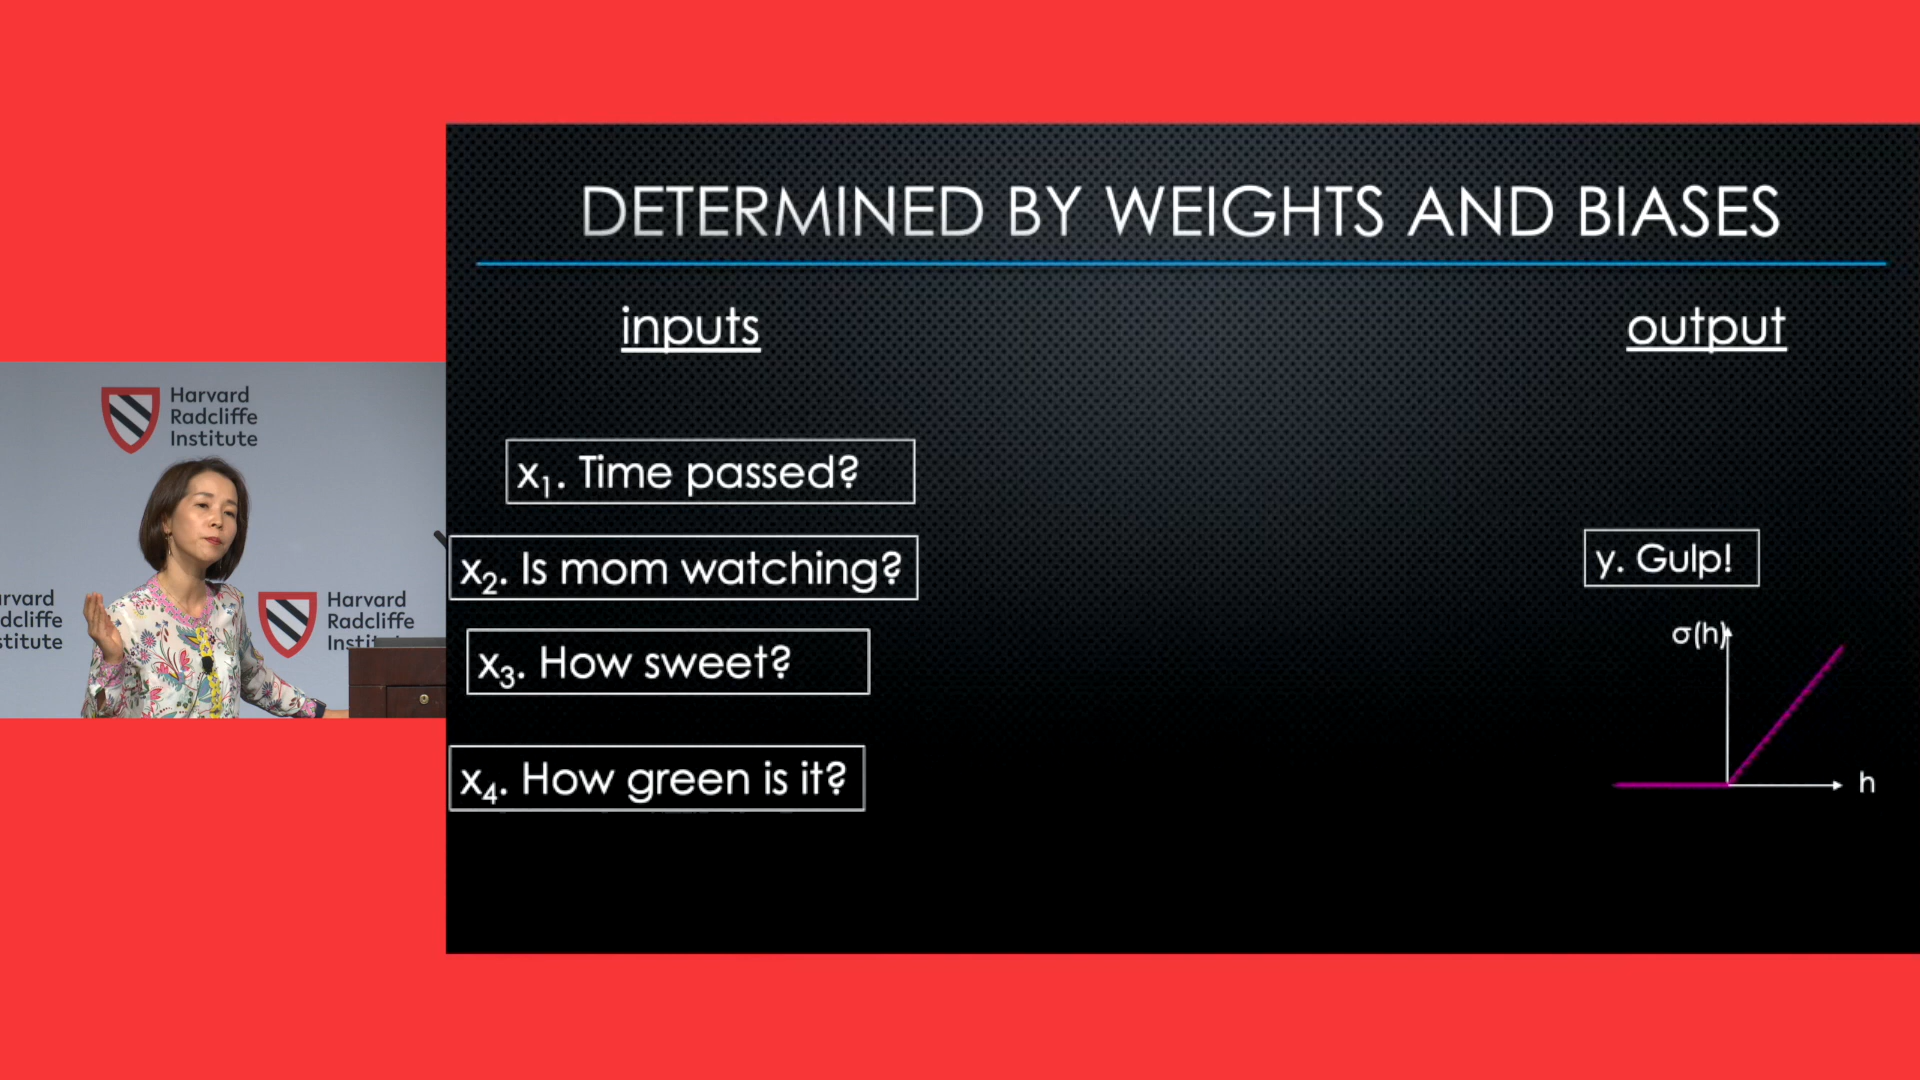 DETERMINED BY WEIGHTS AND BIASES
inputs
output
x₁. Time passed?
x₂. Is mom watching?
x₃. How sweet?
x₄. How green is it?
y. Gulp!
σ(h)
h
Harvard
Radcliffe
Institute
Harvard
Radcliffe
Instit
rvard
dcliffe
stitute